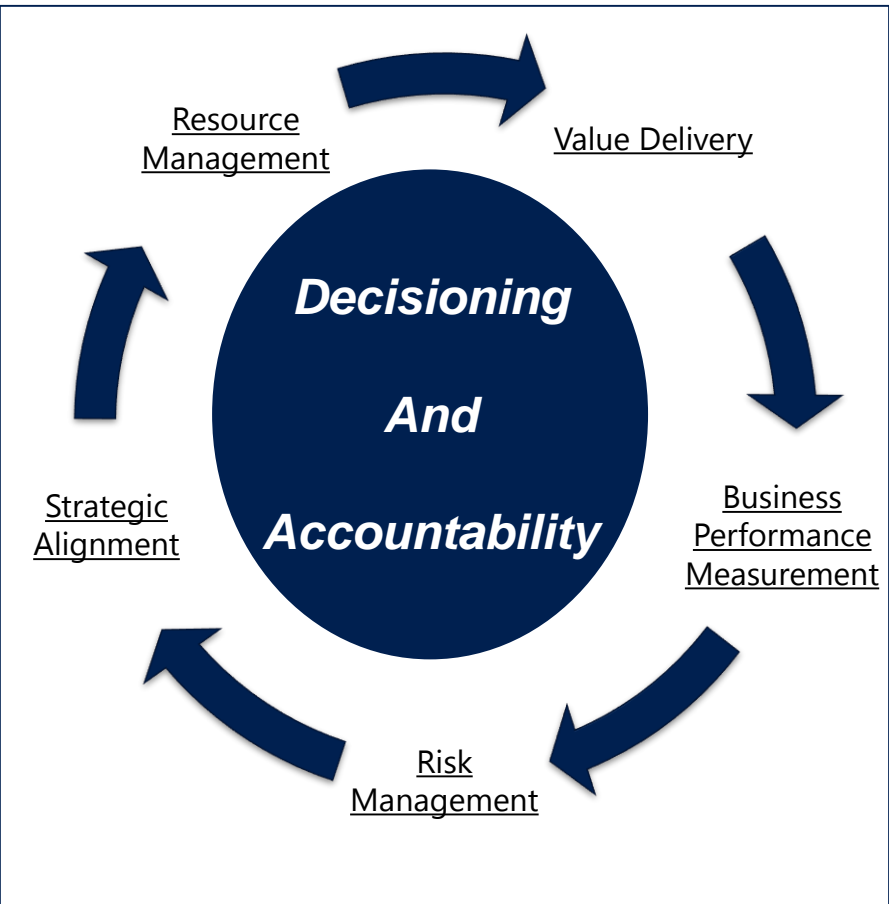 Resource
Management
Value Delivery
Decisioning
And
Accountability
Strategic
Alignment
Business
Performance
Measurement
Risk
Management